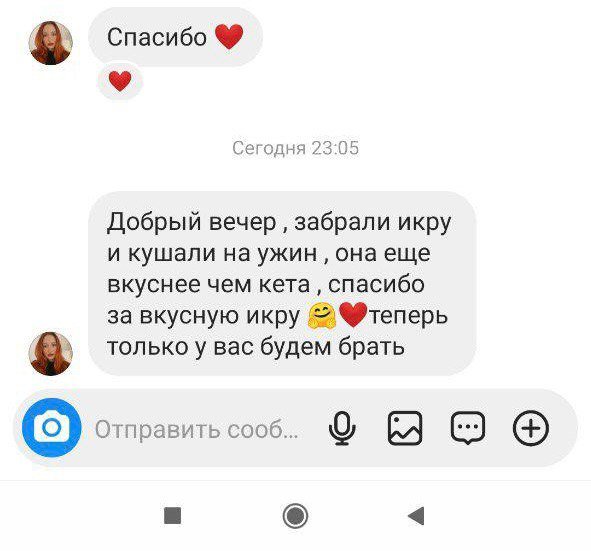 Спасибо ❤️
❤️
Сегодня 23:05
Добрый вечер , забрали икру
и кушали на ужин , она еще
вкуснее чем кета , спасибо
за вкусную икру 🤗❤️теперь
только у вас будем брать
Отправить сооб...